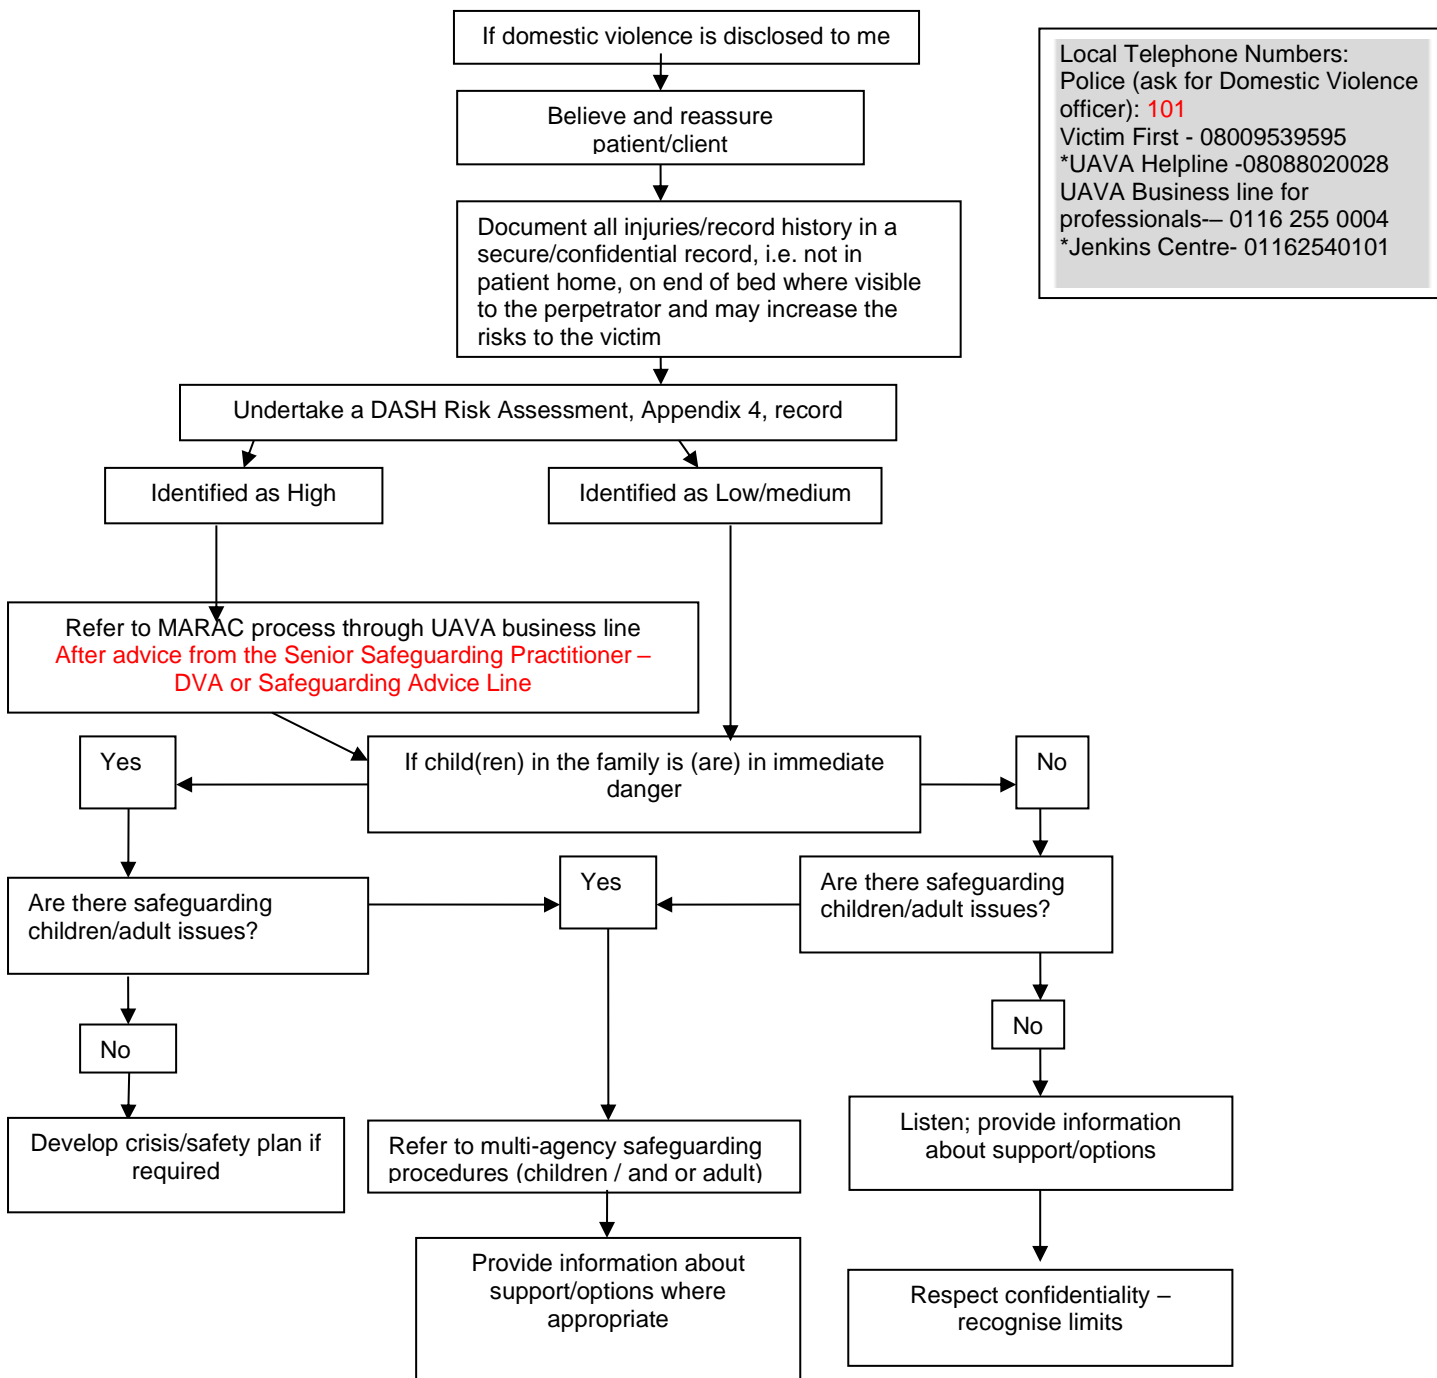 If domestic violence is disclosed to me
Local Telephone Numbers:
Police (ask for Domestic Violence
officer): 101
Victim First - 08009539595
*UAVA Helpline -08088020028
UAVA Business line for
professionals-– 0116 255 0004
*Jenkins Centre- 01162540101
Believe and reassure
patient/client
Document all injuries/record history in a
secure/confidential record, i.e. not in
patient home, on end of bed where visible
to the perpetrator and may increase the
risks to the victim
Undertake a DASH Risk Assessment, Appendix 4, record
Identified as High
Identified as Low/medium
Refer to MARAC process through UAVA business line
After advice from the Senior Safeguarding Practitioner –
DVA or Safeguarding Advice Line
Yes
If child(ren) in the family is (are) in immediate
danger
No
Are there safeguarding
children/adult issues?
Yes
Are there safeguarding
children/adult issues?
No
No
Develop crisis/safety plan if
required
Refer to multi-agency safeguarding
procedures (children / and or adult)
Listen; provide information
about support/options
Provide information about
support/options where
appropriate
Respect confidentiality –
recognise limits